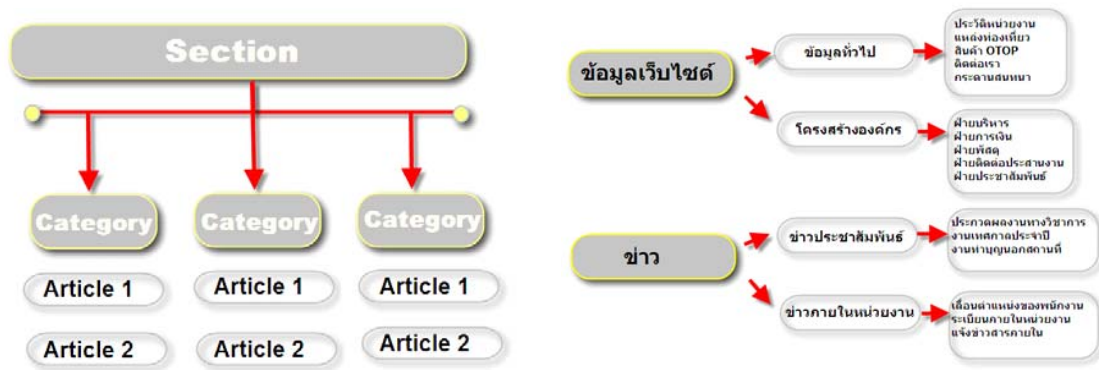 Section
Category
Category
Category
Article 1
Article 1
Article 1
Article 2
Article 2
Article 2
ข้อมูลเว็บไซต์
ข้อมูลทั่วไป
ประวัติหน่วยงาน
แหล่งท่องเที่ยว
สินค้า OTOP
ติดต่อเรา
กระดานสนทนา
โครงสร้างองค์กร
ฝ่ายบริหาร
ฝ่ายการเงิน
ฝ่ายพัสดุ
ฝ่ายติดต่อประสานงาน
ฝ่ายประชาสัมพันธ์
ข่าว
ข่าวประชาสัมพันธ์
ประกวดผลงานทางวิชาการ
งานเทศกาลประจำปี
งานทำบุญนอกสถานที่
ข่าวภายในหน่วยงาน
เลื่อนตำแหน่งของพนักงาน
ระเบียบภายในหน่วยงาน
แจ้งข่าวสารภายใน